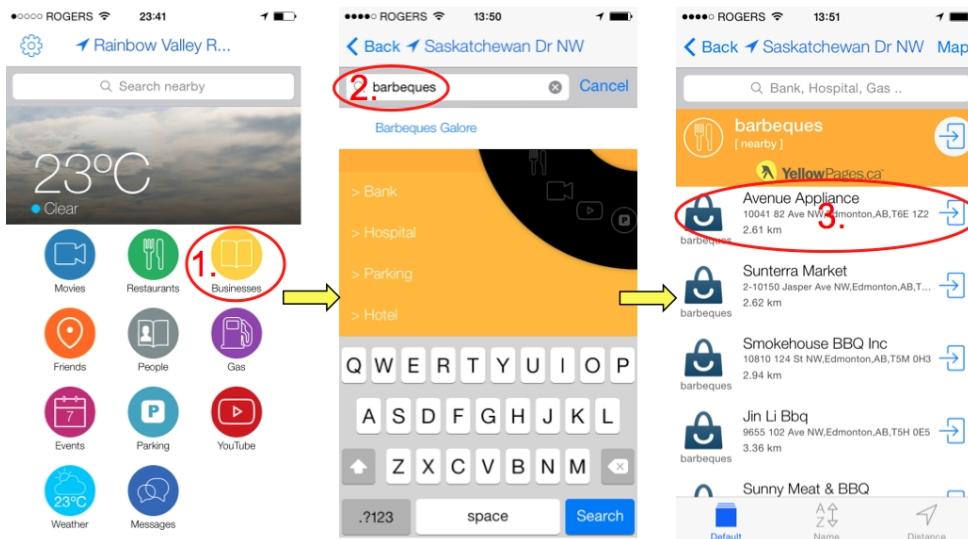 ROGERS 23:41
Rainbow Valley R...
Search nearby
23°C
Clear
1.
Movies Restaurants Businesses
Friends People Gas
7
P
Events Parking YouTube
23°C
Weather Messages
ROGERS 13:50
Back Saskatchewan Dr NW
2. barbeques Cancel
Barbeques Galore
> Bank
> Hospital
> Parking
> Hotel
P
Q W E R T Y U I O P
A S D F G H J K L
Z X C V B N M
.?123 space Search
ROGERS 13:51
Back Saskatchewan Dr NW Map
Bank, Hospital, Gas ..
barbeques
[ nearby ]
YellowPages.ca
Avenue Appliance
10041 82 Ave NW,Edmonton,AB,T6E 1Z2
3.
2.61 km
barbeques
Sunterra Market
2-10150 Jasper Ave NW,Edmonton,AB,T...
2.62 km
barbeques
Smokehouse BBQ Inc
10810 124 St NW,Edmonton,AB,T5M 0H3
2.94 km
barbeques
Jin Li Bbq
9655 102 Ave NW,Edmonton,AB,T5H 0E5
3.36 km
barbeques
Sunny Meat & BBQ
A
Z
Default Name Distance